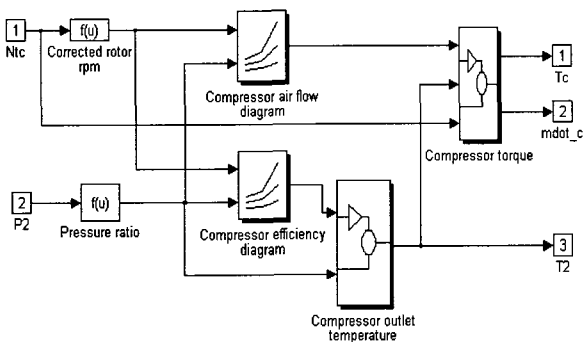 1
Ntc
f(u)
Corrected rotor
rpm
Compressor air flow
diagram
Compressor torque
1
Tc
2
mdot_c
2
P2
f(u)
Pressure ratio
Compressor efficiency
diagram
Compressor outlet
temperature
3
T2